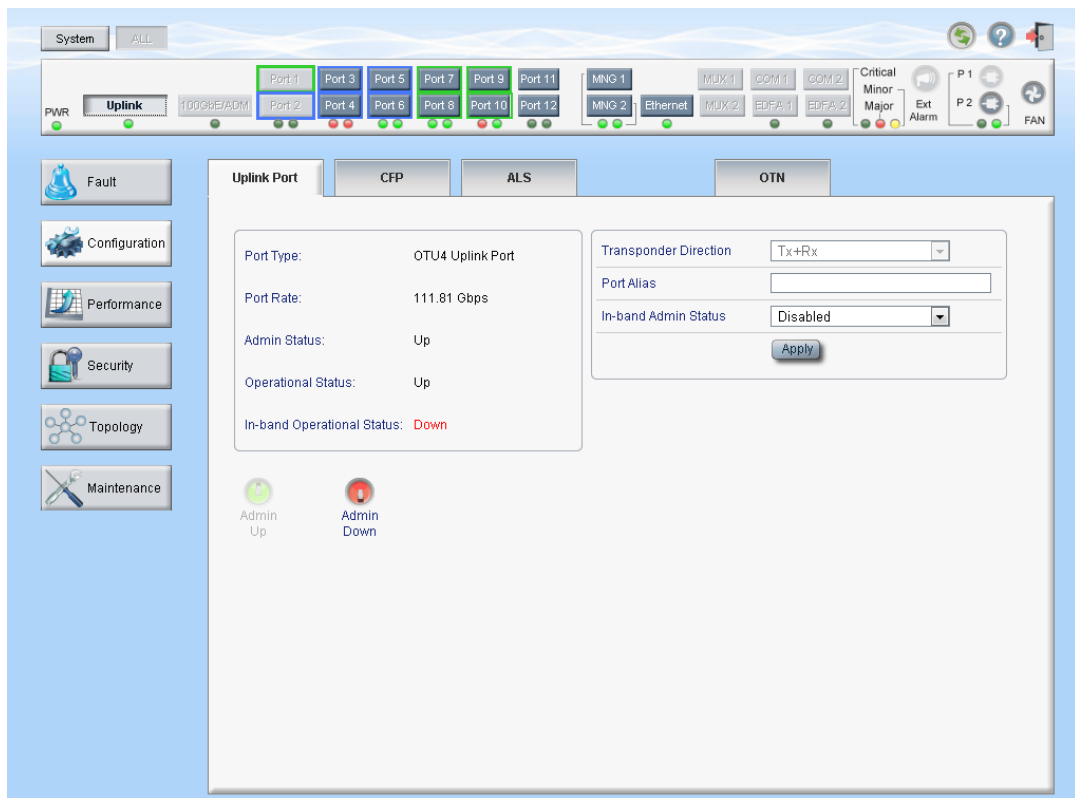 System ALL
Port 1 Port 3 Port 5 Port 7 Port 9 Port 11 MNG 1 MUX 1 COM 1 COM 2 Critical P 1
Minor
PWR Uplink 100GbE/ADM Port 2 Port 4 Port 6 Port 8 Port 10 Port 12 MNG 2 Ethernet MUX 2 EDFA 1 EDFA 2 Major Ext P 2
Alarm FAN
Fault
Configuration
Performance
Security
Topology
Maintenance
Uplink Port CFP ALS OTN
Port Type: OTU4 Uplink Port
Port Rate: 111.81 Gbps
Admin Status: Up
Operational Status: Up
In-band Operational Status: Down
Transponder Direction Tx+Rx
Port Alias
In-band Admin Status Disabled
Apply
Admin Up
Admin Down